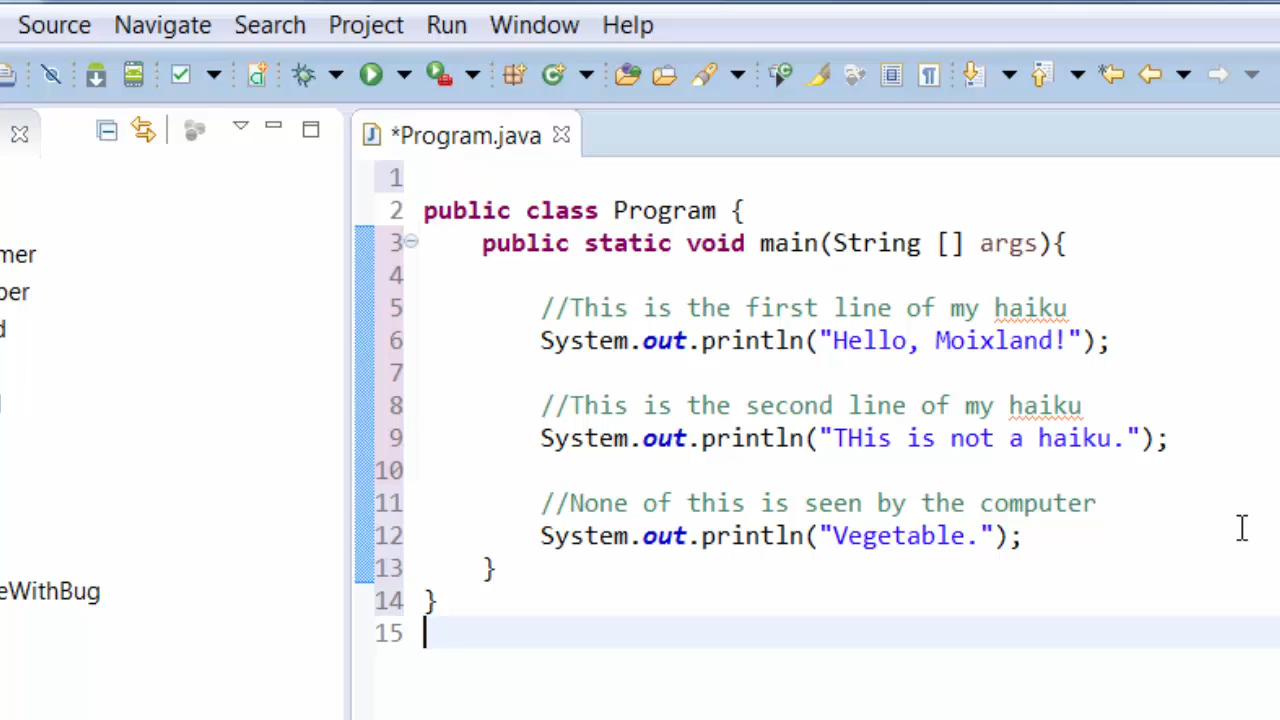 Source Navigate Search Project Run Window Help
*Program.java
1
2 public class Program {
3 public static void main(String [] args){
4
5 //This is the first line of my haiku
6 System.out.println("Hello, Moixland!");
7
8 //This is the second line of my haiku
9 System.out.println("THis is not a haiku.");
10
11 //None of this is seen by the computer
12 System.out.println("Vegetable.");
13 }
14 }
15
mer
per
d
eWithBug